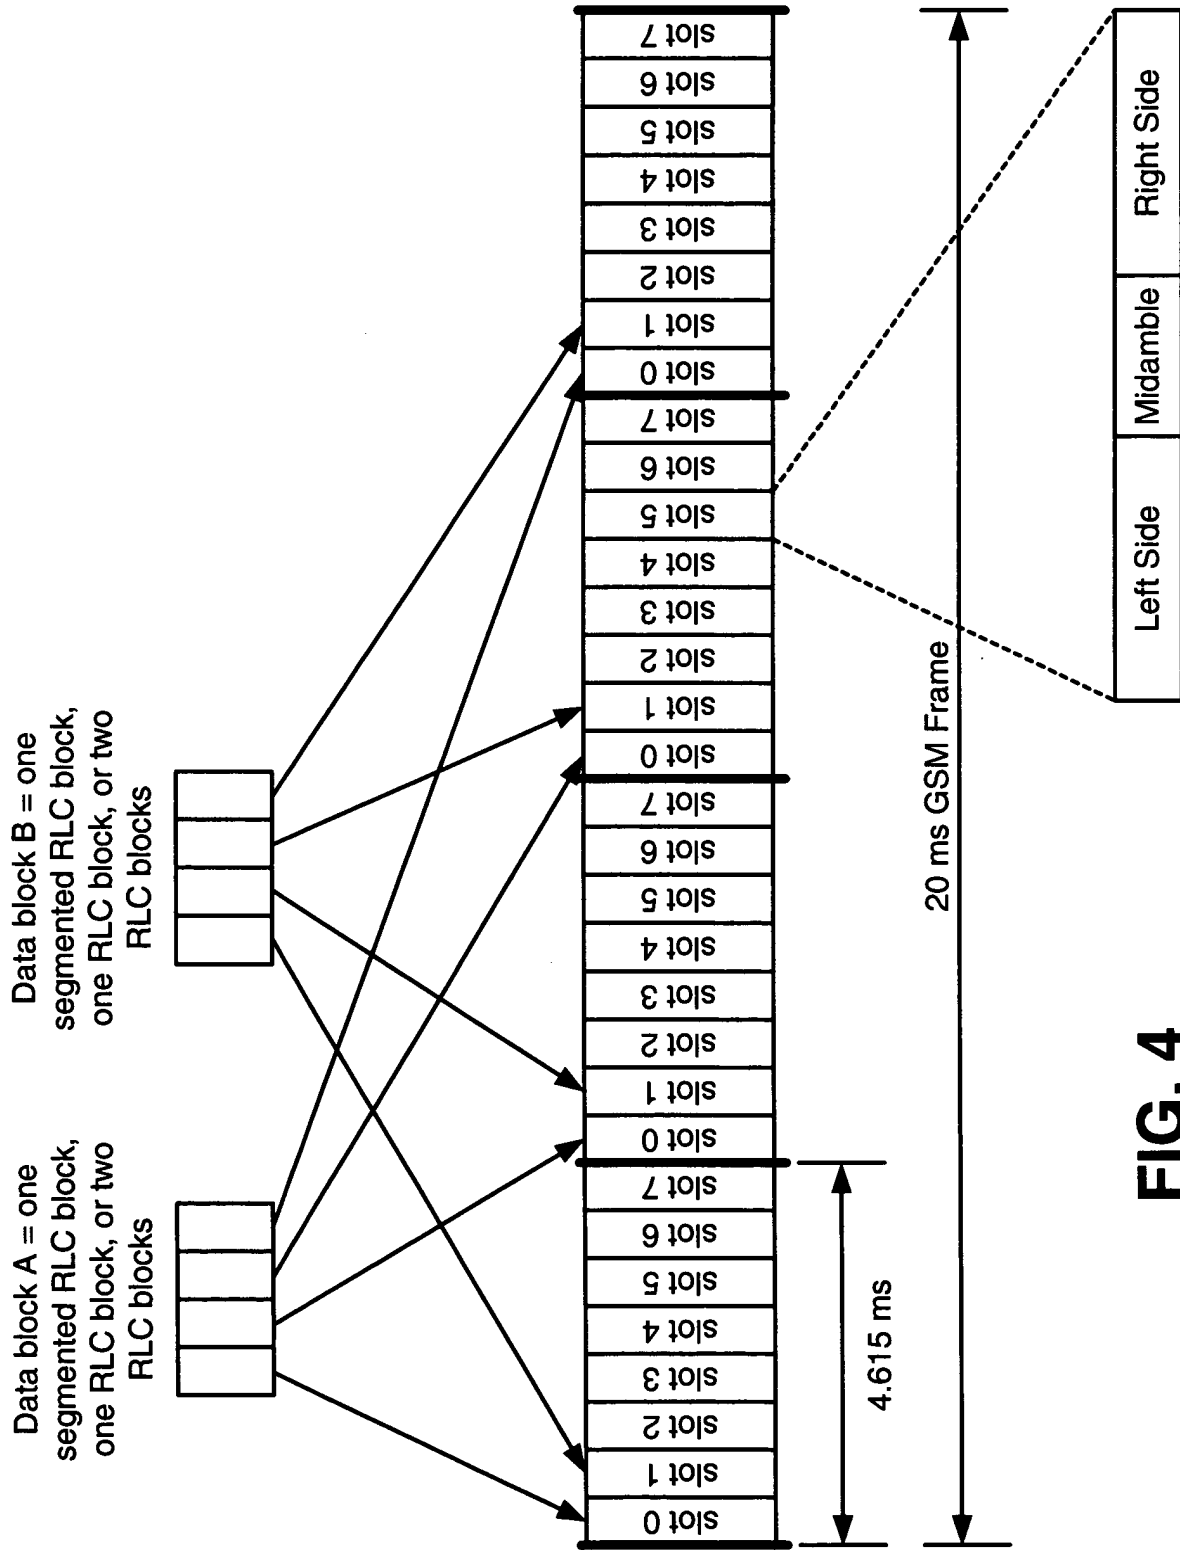 Data block A = one
segmented RLC block,
one RLC block, or two
RLC blocks
Data block B = one
segmented RLC block,
one RLC block, or two
RLC blocks
slot 0
slot 1
slot 2
slot 3
slot 4
slot 5
slot 6
slot 7
slot 0
slot 1
slot 2
slot 3
slot 4
slot 5
slot 6
slot 7
slot 0
slot 1
slot 2
slot 3
slot 4
slot 5
slot 6
slot 7
slot 0
slot 1
slot 2
slot 3
slot 4
slot 5
slot 6
slot 7
4.615 ms
20 ms GSM Frame
Left Side
Midamble
Right Side
FIG. 4